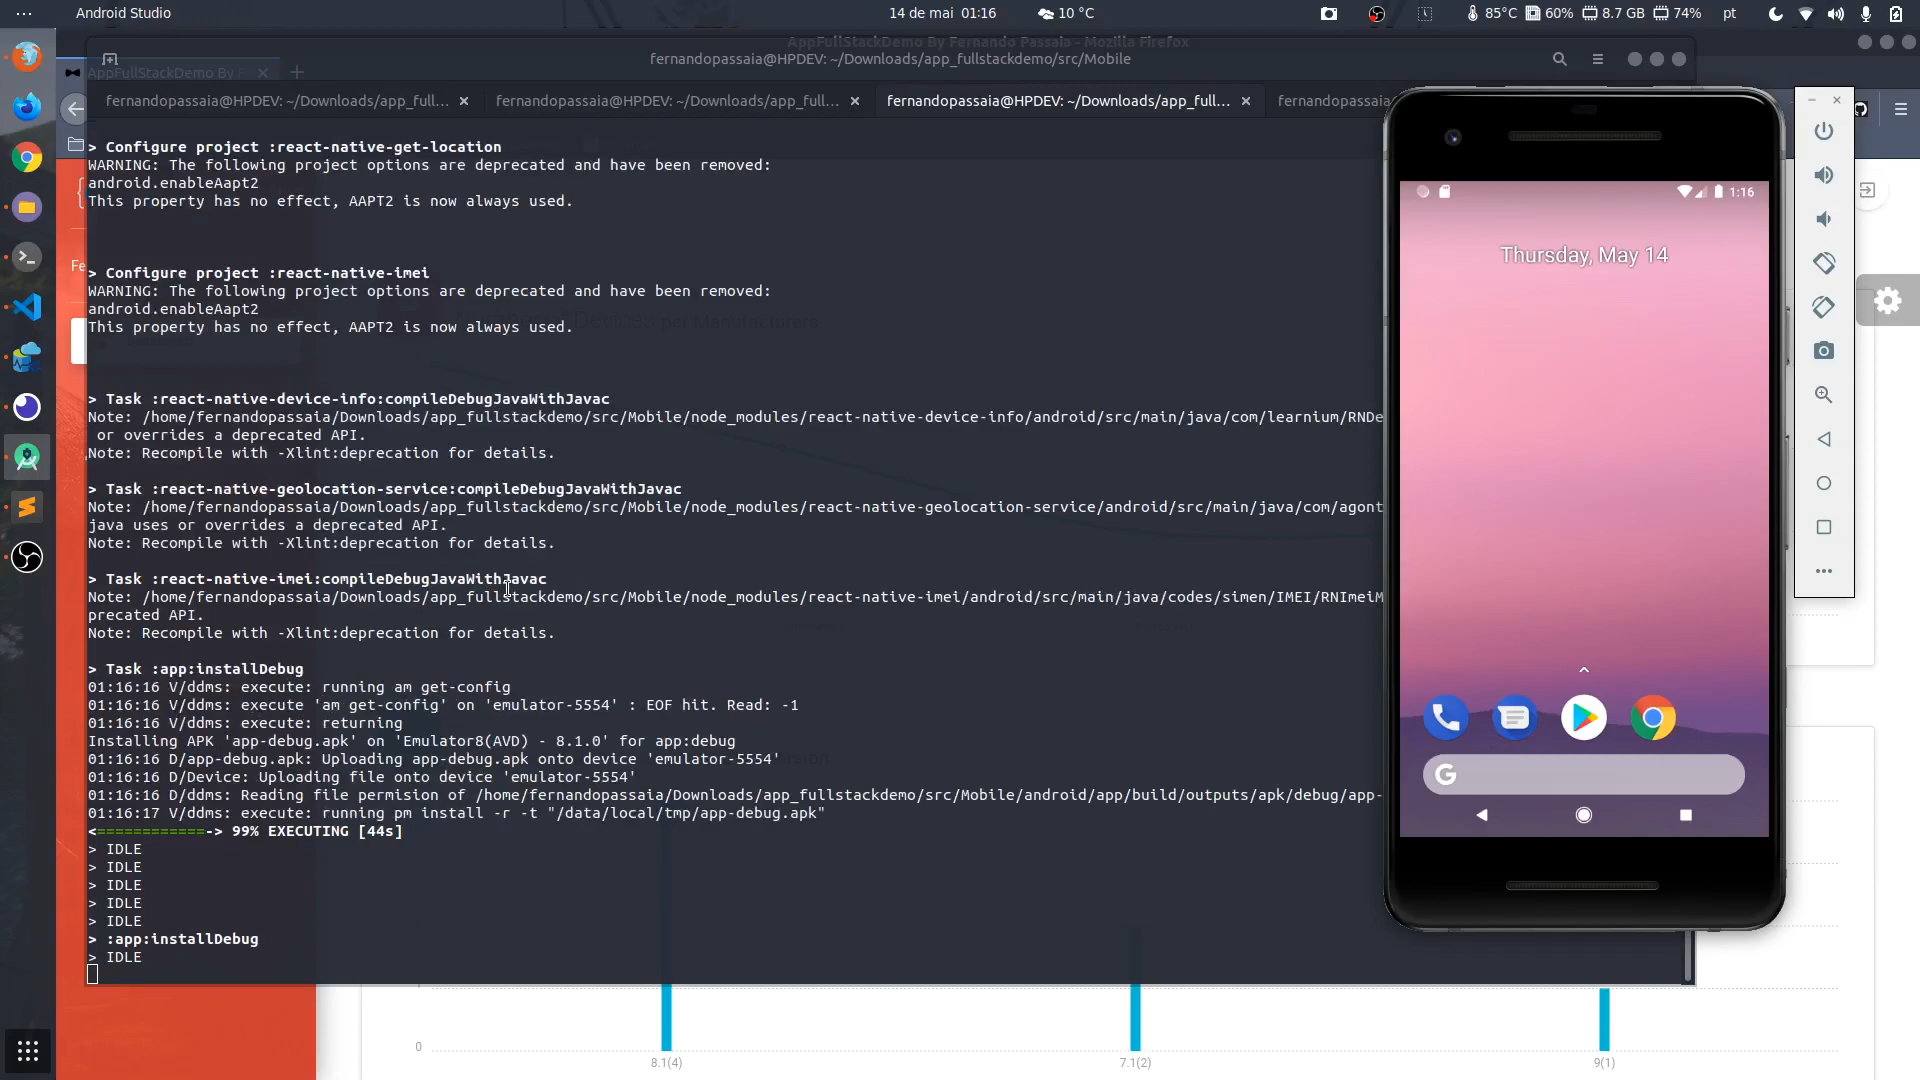 Android Studio
14 de mai 01:16
10 °C
85°C
60%
8.7 GB
74%
pt
AppFullStackDemo By Fernando Passaia - Mozilla Firefox
fernandopassaia@HPDEV: ~/Downloads/app_fullstackdemo/src/Mobile
AppFullStackDemo By F
fernandopassaia@HPDEV: ~/Downloads/app_full...
fernandopassaia@HPDEV: ~/Downloads/app_full...
fernandopassaia@HPDEV: ~/Downloads/app_full...
fernandopassaia
Fe
> Configure project :react-native-get-location
WARNING: The following project options are deprecated and have been removed:
android.enableAapt2
This property has no effect, AAPT2 is now always used.
> Configure project :react-native-imei
WARNING: The following project options are deprecated and have been removed:
android.enableAapt2
This property has no effect, AAPT2 is now always used.
Devices per Manufacturers
> Task :react-native-device-info:compileDebugJavaWithJavac
Note: /home/fernandopassaia/Downloads/app_fullstackdemo/src/Mobile/node_modules/react-native-device-info/android/src/main/java/com/learnium/RNDe
or overrides a deprecated API.
Note: Recompile with -Xlint:deprecation for details.
> Task :react-native-geolocation-service:compileDebugJavaWithJavac
Note: /home/fernandopassaia/Downloads/app_fullstackdemo/src/Mobile/node_modules/react-native-geolocation-service/android/src/main/java/com/agont
java uses or overrides a deprecated API.
Note: Recompile with -Xlint:deprecation for details.
> Task :react-native-imei:compileDebugJavaWithJavac
Note: /home/fernandopassaia/Downloads/app_fullstackdemo/src/Mobile/node_modules/react-native-imei/android/src/main/java/codes/simen/IMEI/RNImeiM
precated API.
Note: Recompile with -Xlint:deprecation for details.
> Task :app:installDebug
01:16:16 V/ddms: execute: running am get-config
01:16:16 V/ddms: execute 'am get-config' on 'emulator-5554' : EOF hit. Read: -1
01:16:16 V/ddms: execute: returning
Installing APK 'app-debug.apk' on 'Emulator8(AVD) - 8.1.0' for app:debug
01:16:16 D/app-debug.apk: Uploading app-debug.apk onto device 'emulator-5554'
01:16:16 D/Device: Uploading file onto device 'emulator-5554'
01:16:16 D/ddms: Reading file permision of /home/fernandopassaia/Downloads/app_fullstackdemo/src/Mobile/android/app/build/outputs/apk/debug/app-
01:16:17 V/ddms: execute: running pm install -r -t "/data/local/tmp/app-debug.apk"
<============-> 99% EXECUTING [44s]
> IDLE
> IDLE
> IDLE
> IDLE
> IDLE
> :app:installDebug
> IDLE
1:16
Thursday, May 14
G
0
8.1(4)
7.1(2)
9(1)